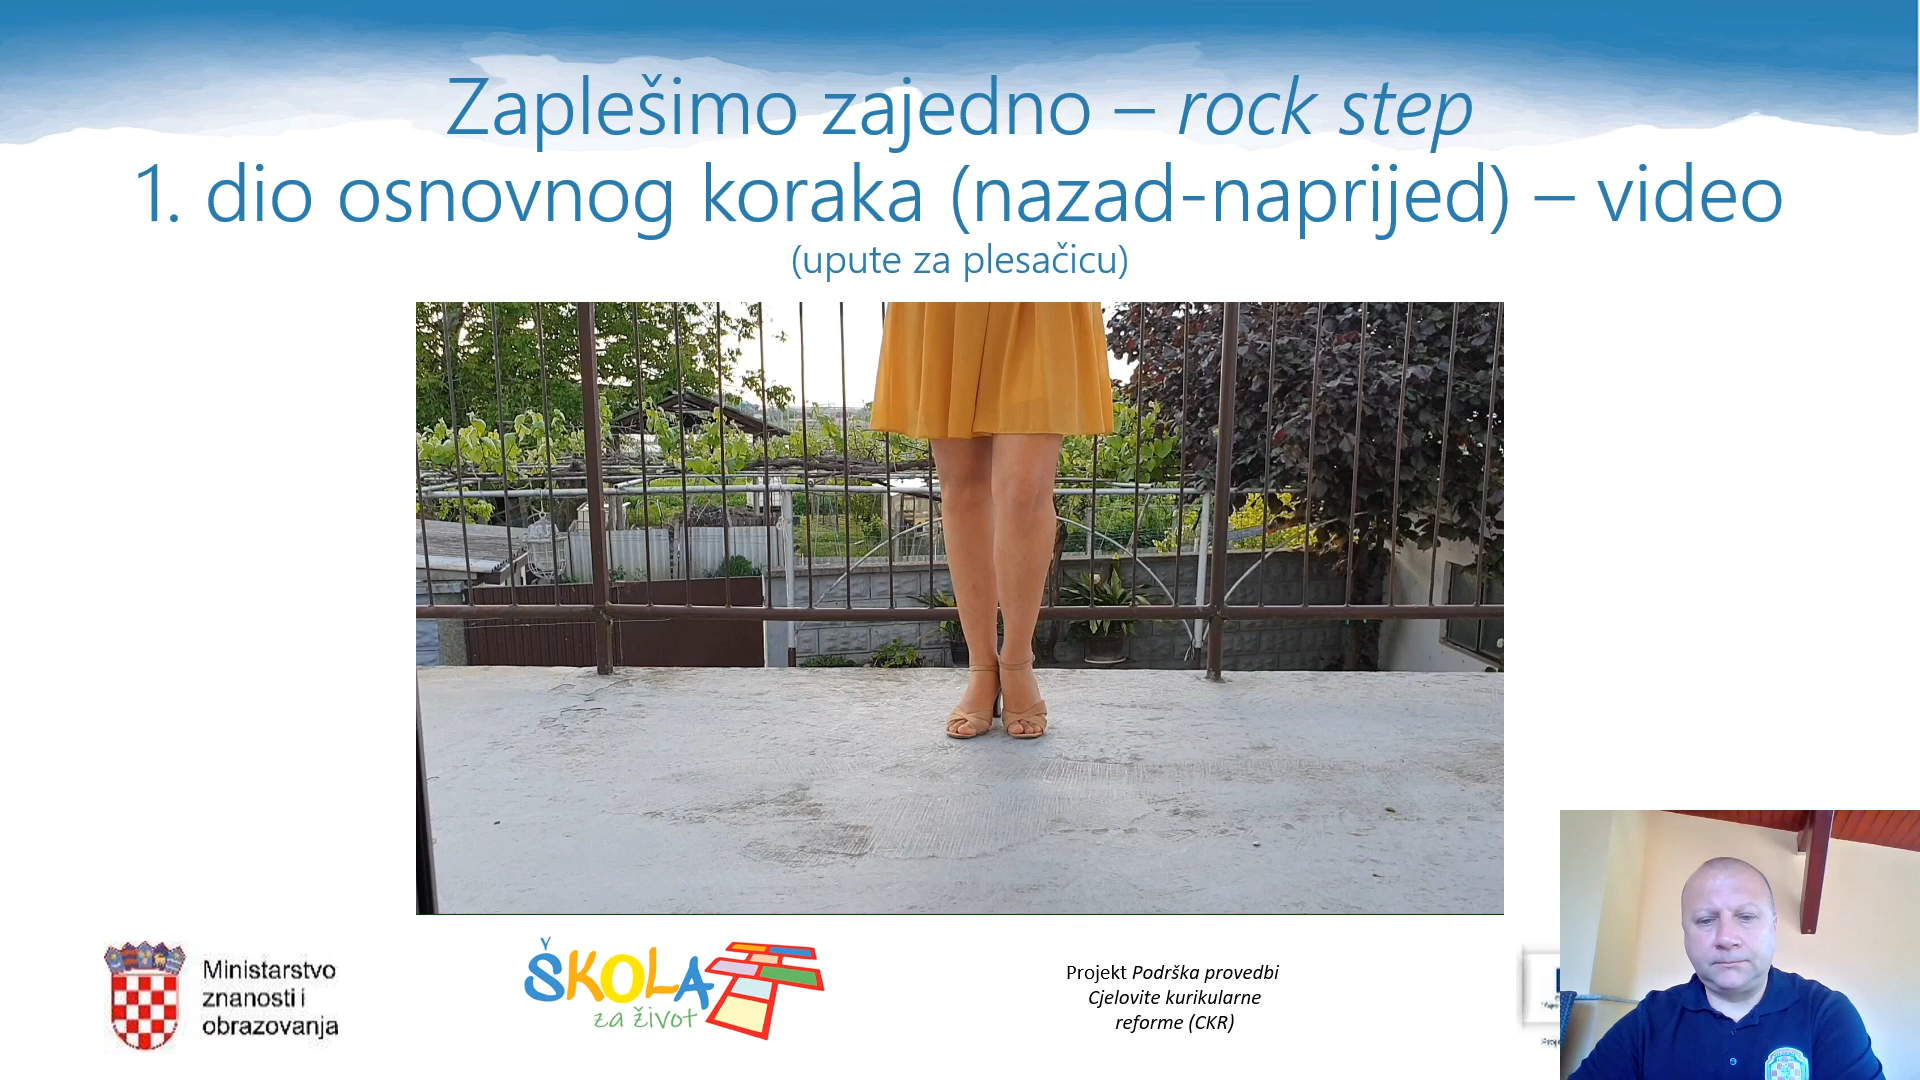 Zaplešimo zajedno – rock step
1. dio osnovnog koraka (nazad-naprijed) – video
(upute za plesačicu)
Ministarstvo
znanosti i
obrazovanja
ŠKOLA
za život
Projekt Podrška provedbi
Cjelovite kurikularne
reforme (CKR)